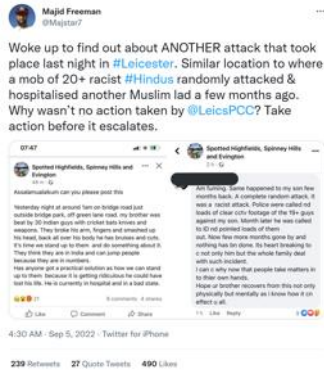 Majid Freeman
@Majstar7
Woke up to find out about ANOTHER attack that took
place last night in #Leicester. Similar location to where
a mob of 20+ racist #Hindus randomly attacked &
hospitalised another Muslim lad a few months ago.
Why wasn't no action taken by @LeicsPCC? Take
action before it escalates.
07:47
Spotted Highfields, Spinney Hills and
Evington
Assalamualaikum can you please post this
Yesterday night at around 1am on bridge road just
outside bridge park, off green lane road, my brother was
beat by 30 indian guys with cricket bats knives and
weapons. They broke his arm, fingers and smashed up
his head, back all over his body he has bruises and cuts.
It's time we stand up to them and do something about it.
They think they are in India and can jump people
because they are in numbers.
Has anyone got a practical solution as how we can stand
up to them because it is getting ridiculous he could have
lost his life. He is currently in hospital and in a bad state.
Like Comment Share
Spotted Highfields, Spinney Hills
and Evington
Am fuming. Same happened to my son few
months back. A complete random attack. It
was a racist attack. Police were called nd
loads of clear cctv footage of the 19+ guys
against my son. Month later he was called
to ID nd pointed loads of them
out. Now few more months gone by and
nothing has bn done. Its heart breaking to
c not only him but the whole family deal
with such incident.
I can c why now that people take matters in
to thier own hands.
Hope ur brother recovers from this not only
physically but mentally as i know how it cn
effect u all.
Like Reply
4:30 AM · Sep 5, 2022 · Twitter for iPhone
239 Retweets 27 Quote Tweets 490 Likes